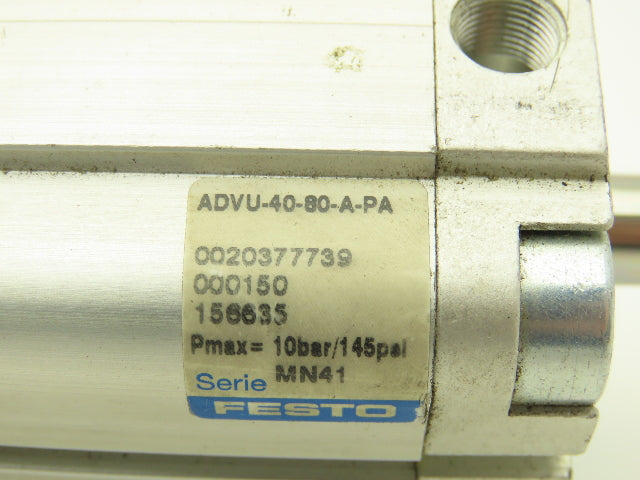 ADVU-40-80-A-PA
0020377739
000150
156635
Pmax= 10bar/145psi
Serie MN41
FESTO